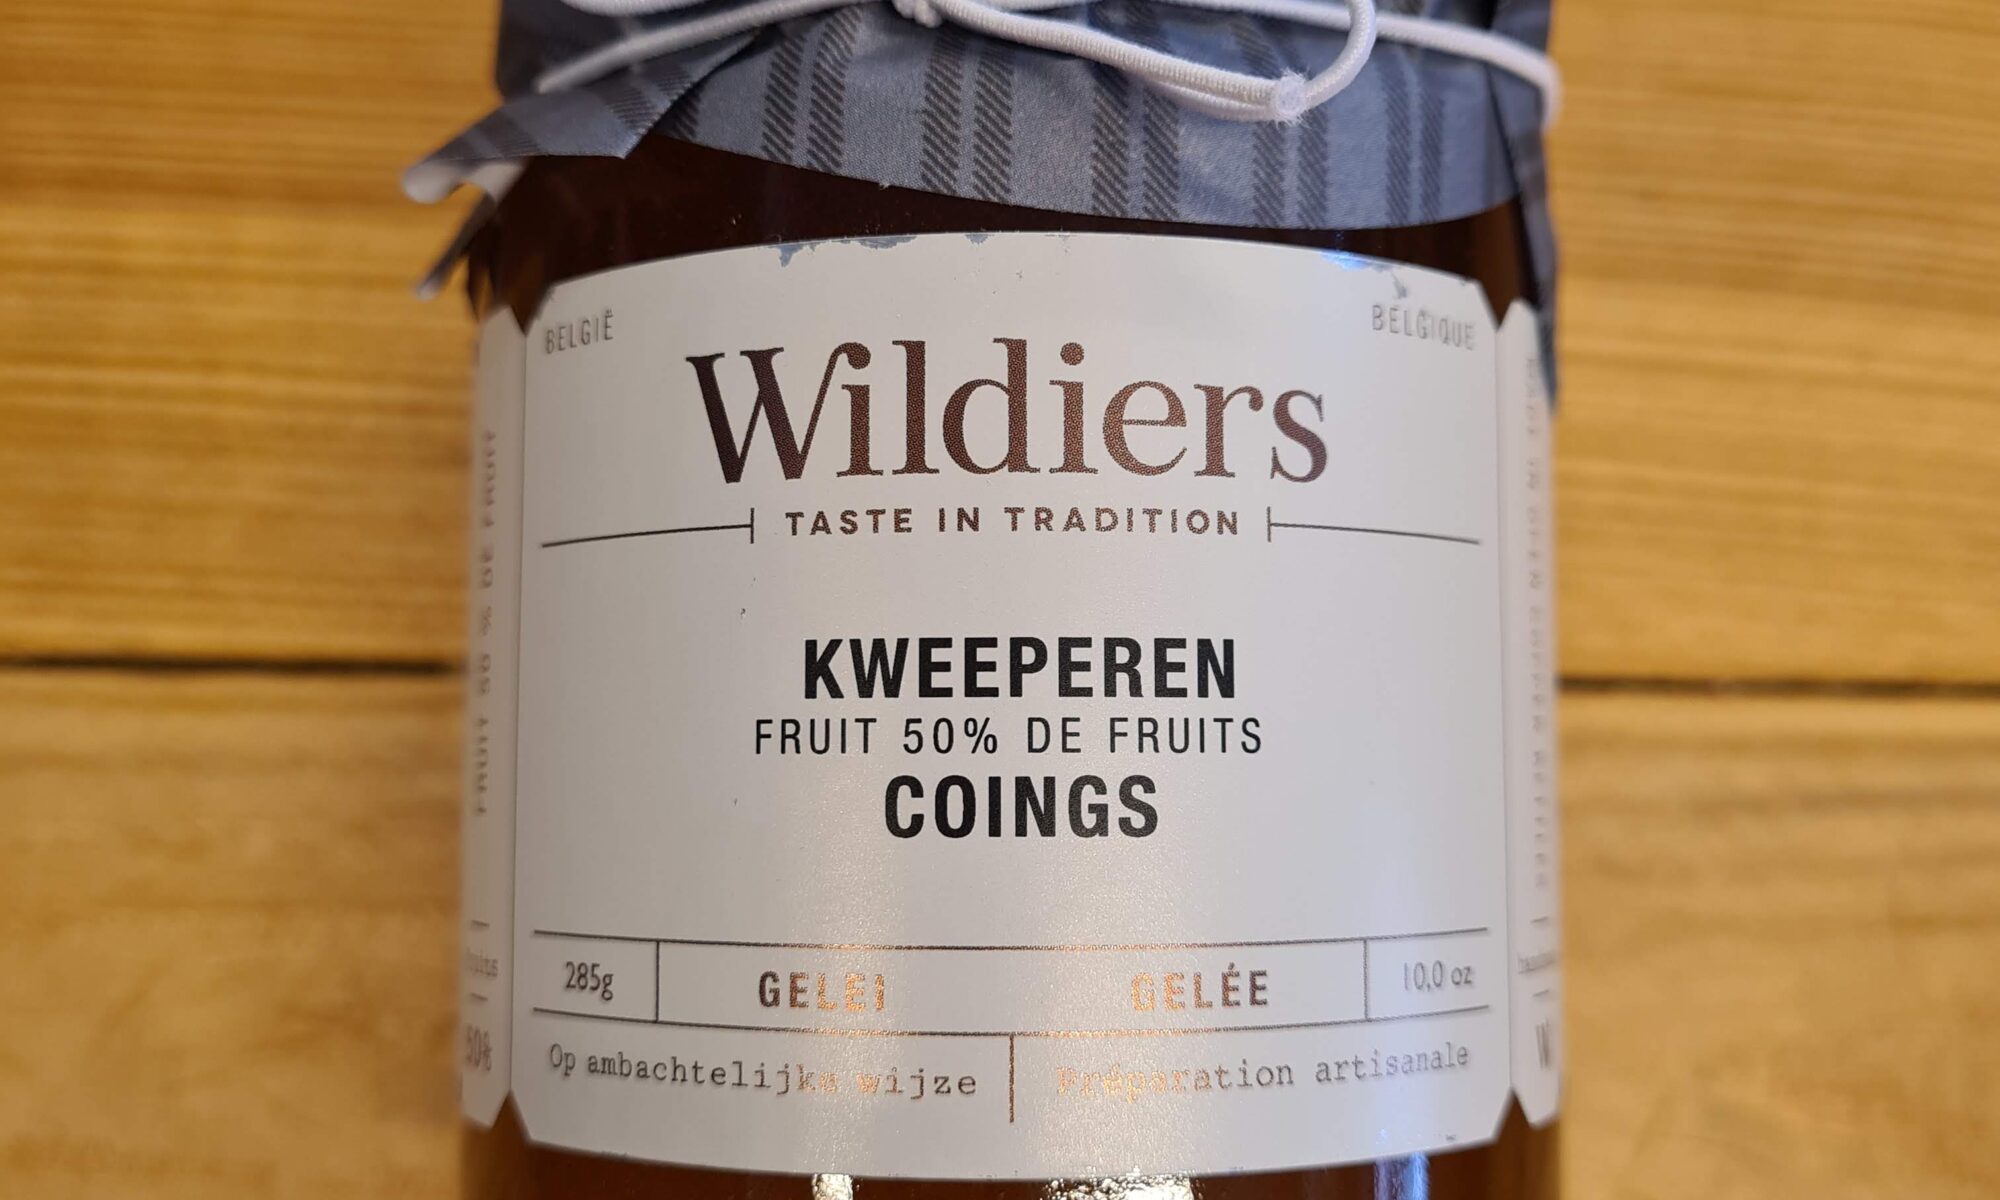 BELGIË
BELGIQUE
Wildiers
TASTE IN TRADITION
KWEEPEREN
FRUIT 50% DE FRUITS
COINGS
285g
GELEI
GELÉE
10,0 oz
Op ambachtelijke wijze
Préparation artisanale
50%
W